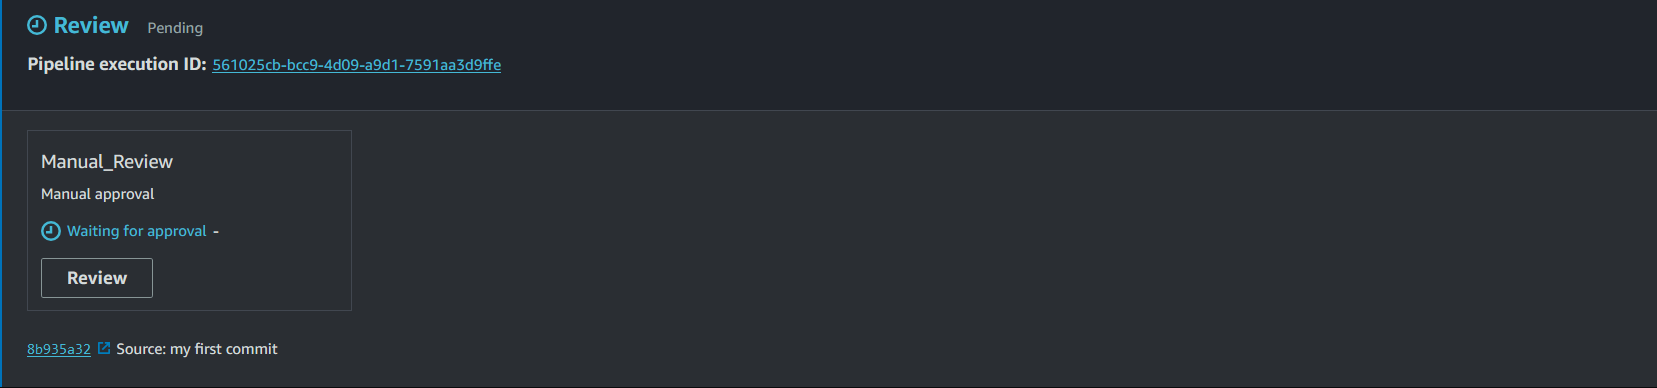 Review Pending
Pipeline execution ID: 561025cb-bcc9-4d09-a9d1-7591aa3d9ffe
Manual_Review
Manual approval
Waiting for approval -
Review
8b935a32 Source: my first commit